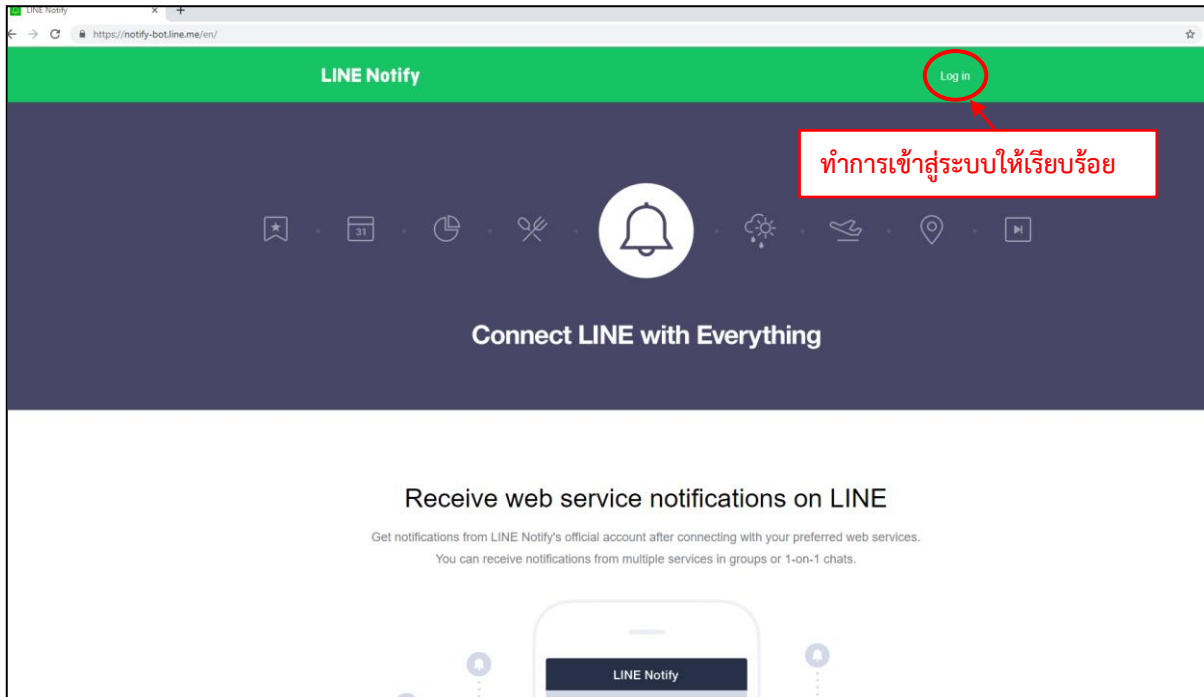 LINE Notify
https://notify-bot.line.me/en/
LINE Notify
Log in
ทำการเข้าสู่ระบบให้เรียบร้อย
31
Connect LINE with Everything
Receive web service notifications on LINE
Get notifications from LINE Notify's official account after connecting with your preferred web services.
You can receive notifications from multiple services in groups or 1-on-1 chats.
LINE Notify